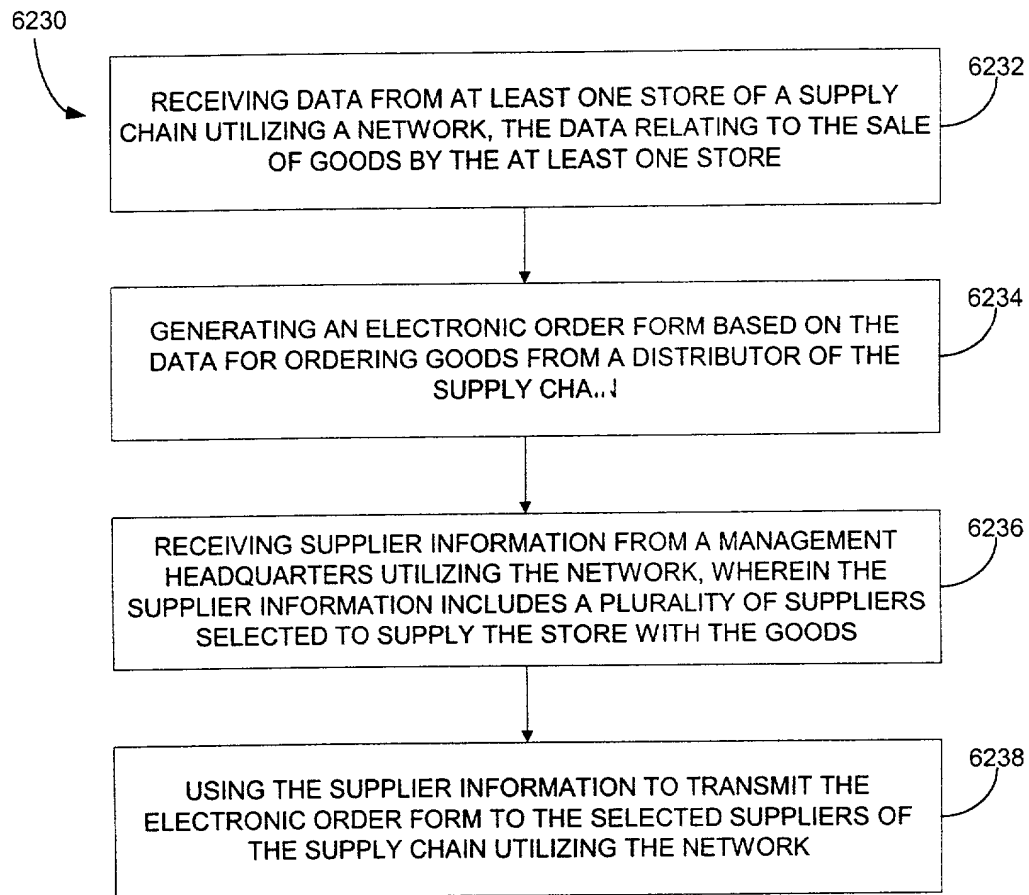 6230
6232
RECEIVING DATA FROM AT LEAST ONE STORE OF A SUPPLY
CHAIN UTILIZING A NETWORK, THE DATA RELATING TO THE SALE
OF GOODS BY THE AT LEAST ONE STORE
6234
GENERATING AN ELECTRONIC ORDER FORM BASED ON THE
DATA FOR ORDERING GOODS FROM A DISTRIBUTOR OF THE
SUPPLY
6236
RECEIVING SUPPLIER INFORMATION FROM A MANAGEMENT
HEADQUARTERS UTILIZING THE NETWORK, WHEREIN THE
SUPPLIER INFORMATION INCLUDES A PLURALITY OF SUPPLIERS
SELECTED TO SUPPLY THE STORE WITH THE GOODS
6238
USING THE SUPPLIER INFORMATION TO TRANSMIT THE
ELECTRONIC ORDER FORM TO THE SELECTED SUPPLIERS OF
THE SUPPLY CHAIN UTILIZING THE NETWORK